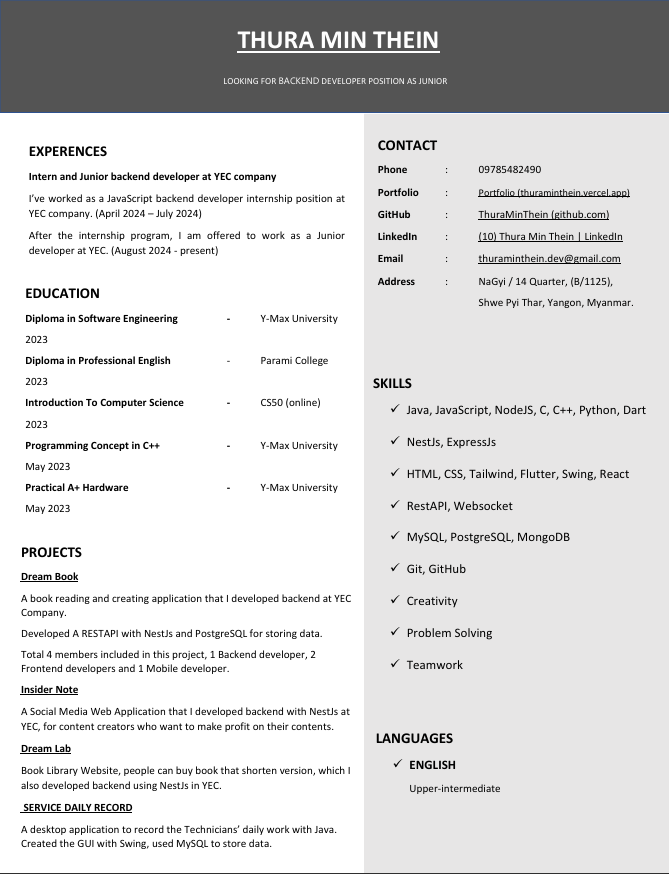 THURA MIN THEIN
LOOKING FOR BACKEND DEVELOPER POSITION AS JUNIOR
EXPERENCES
Intern and Junior backend developer at YEC company
I've worked as a JavaScript backend developer internship position at
YEC company. (April 2024 – July 2024)
After the internship program, I am offered to work as a Junior
developer at YEC. (August 2024 - present)
EDUCATION
Diploma in Software Engineering - Y-Max University
2023
Diploma in Professional English - Parami College
2023
Introduction To Computer Science - CS50 (online)
2023
Programming Concept in C++ - Y-Max University
May 2023
Practical A+ Hardware - Y-Max University
May 2023
PROJECTS
Dream Book
A book reading and creating application that I developed backend at YEC
Company.
Developed A RESTAPI with NestJs and PostgreSQL for storing data.
Total 4 members included in this project, 1 Backend developer, 2
Frontend developers and 1 Mobile developer.
Insider Note
A Social Media Web Application that I developed backend with NestJs at
YEC, for content creators who want to make profit on their contents.
Dream Lab
Book Library Website, people can buy book that shorten version, which I
also developed backend using NestJs in YEC.
SERVICE DAILY RECORD
A desktop application to record the Technicians' daily work with Java.
Created the GUI with Swing, used MySQL to store data.
CONTACT
Phone : 09785482490
Portfolio : Portfolio (thuraminthein.vercel.app)
GitHub : ThuraMinThein (github.com)
LinkedIn : (10) Thura Min Thein | LinkedIn
Email : thuraminthein.dev@gmail.com
Address : NaGyi / 14 Quarter, (B/1125),
Shwe Pyi Thar, Yangon, Myanmar.
SKILLS
✓ Java, JavaScript, NodeJS, C, C++, Python, Dart
✓ NestJs, ExpressJs
✓ HTML, CSS, Tailwind, Flutter, Swing, React
✓ RestAPI, Websocket
✓ MySQL, PostgreSQL, MongoDB
✓ Git, GitHub
✓ Creativity
✓ Problem Solving
✓ Teamwork
LANGUAGES
✓ ENGLISH
Upper-intermediate